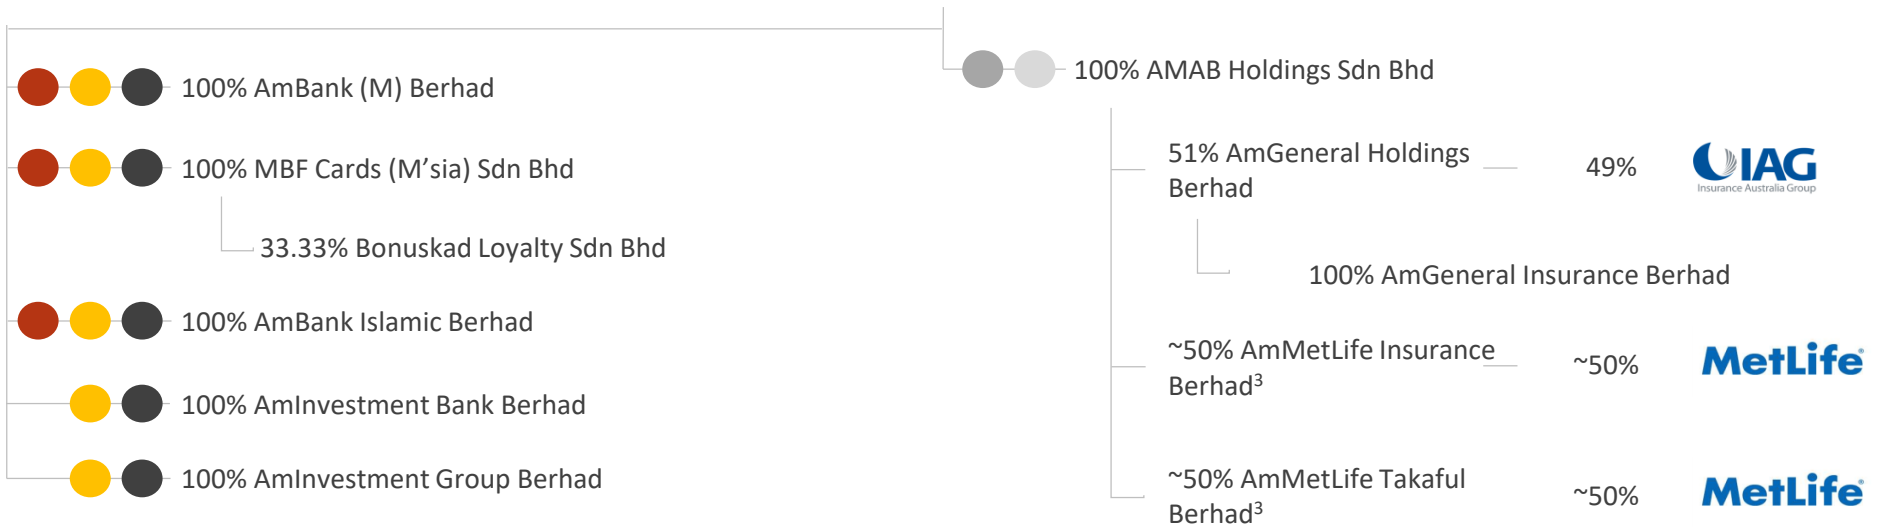 100% AmBank (M) Berhad
100% MBF Cards (M’sia) Sdn Bhd
33.33% Bonuskad Loyalty Sdn Bhd
100% AmBank Islamic Berhad
100% AmInvestment Bank Berhad
100% AmInvestment Group Berhad
100% AMAB Holdings Sdn Bhd
51% AmGeneral Holdings
Berhad
49%
IAG
Insurance Australia Group
100% AmGeneral Insurance Berhad
~50% AmMetLife Insurance
Berhad³
~50%
MetLife
~50% AmMetLife Takaful
Berhad³
~50%
MetLife